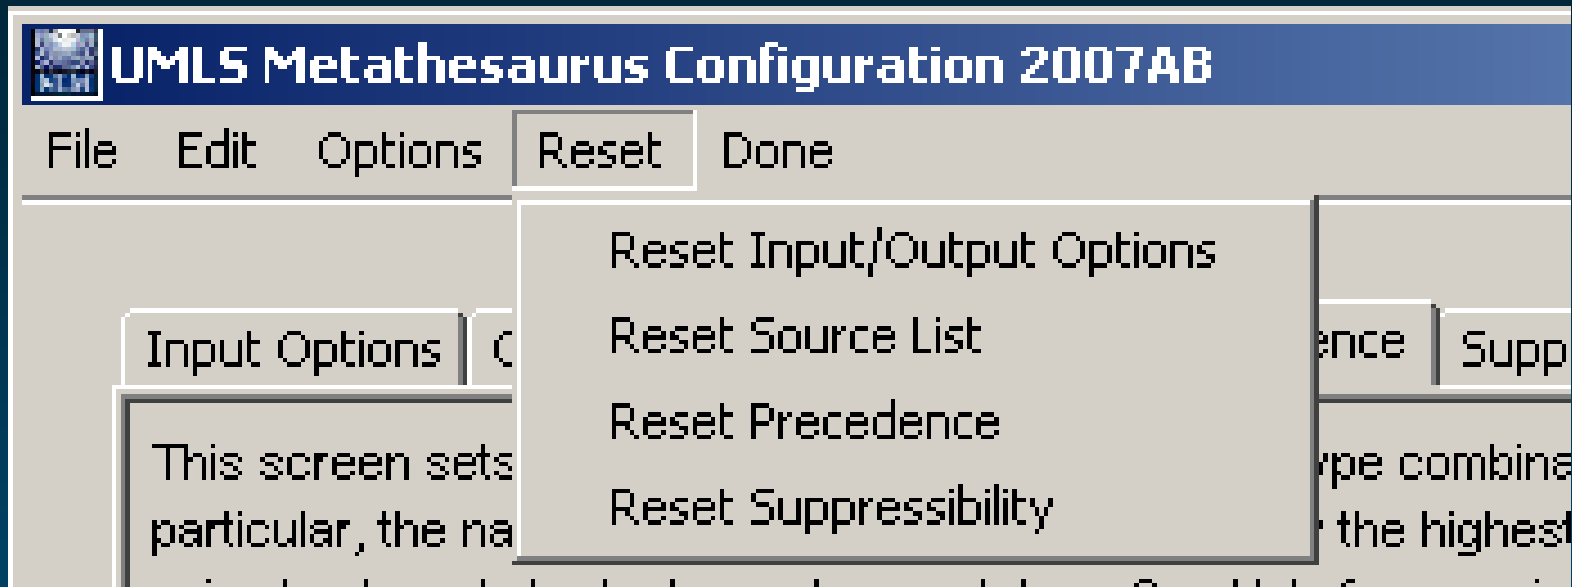 UMLS Metathesaurus Configuration 2007AB
File Edit Options Reset Done
Reset Input/Output Options
Reset Source List
Reset Precedence
Reset Suppressibility
Input Options
This screen sets
particular, the
the highest